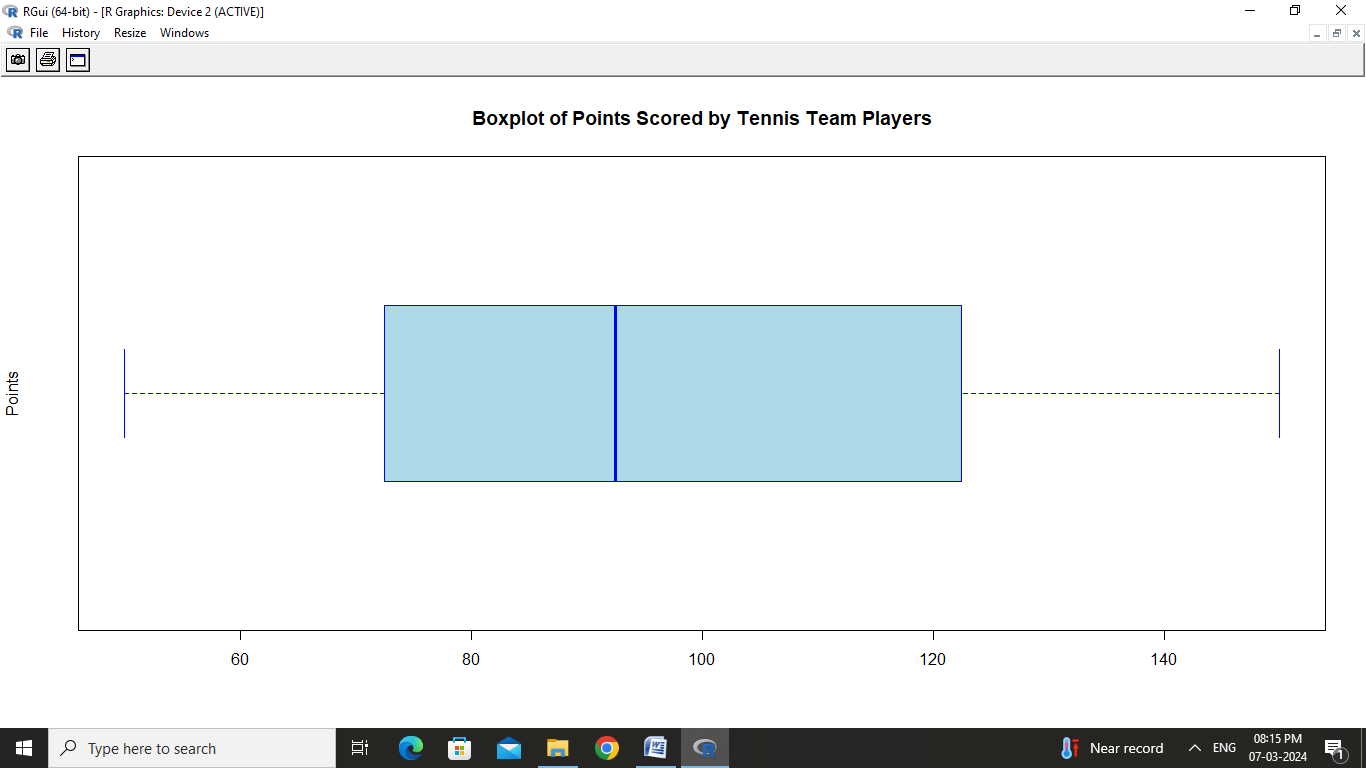 RGui (64-bit) - [R Graphics: Device 2 (ACTIVE)]
File History Resize Windows
Boxplot of Points Scored by Tennis Team Players
Points
60 80 100 120 140
Type here to search
Near record
ENG
08:15 PM
07-03-2024
1